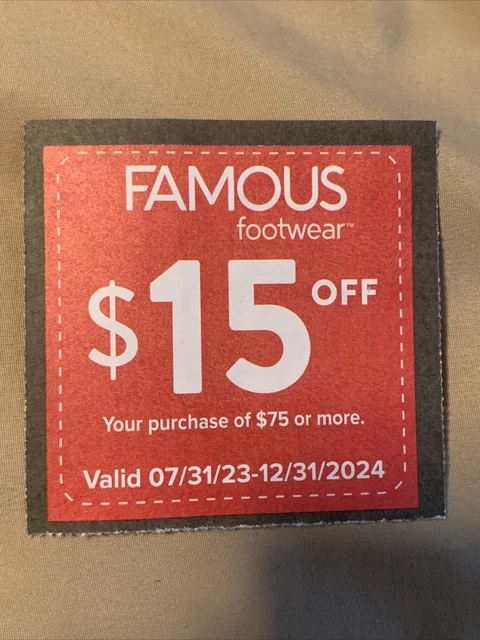 FAMOUS
footwear™
$15 OFF
Your purchase of $75 or more.
Valid 07/31/23-12/31/2024